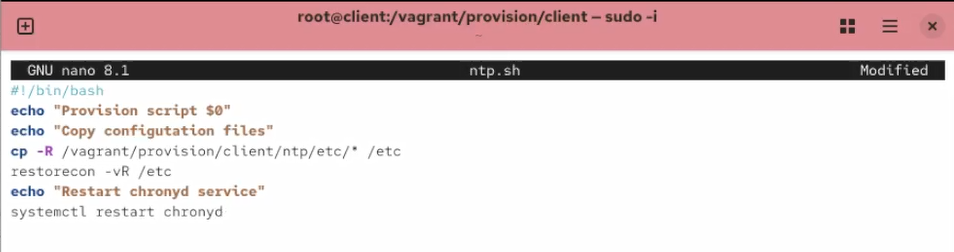 root@client:/vagrant/provision/client — sudo -i
~
GNU nano 8.1 ntp.sh Modified
#!/bin/bash
echo "Provision script $0"
echo "Copy configutation files"
cp -R /vagrant/provision/client/ntp/etc/* /etc
restorecon -vR /etc
echo "Restart chronyd service"
systemctl restart chronyd